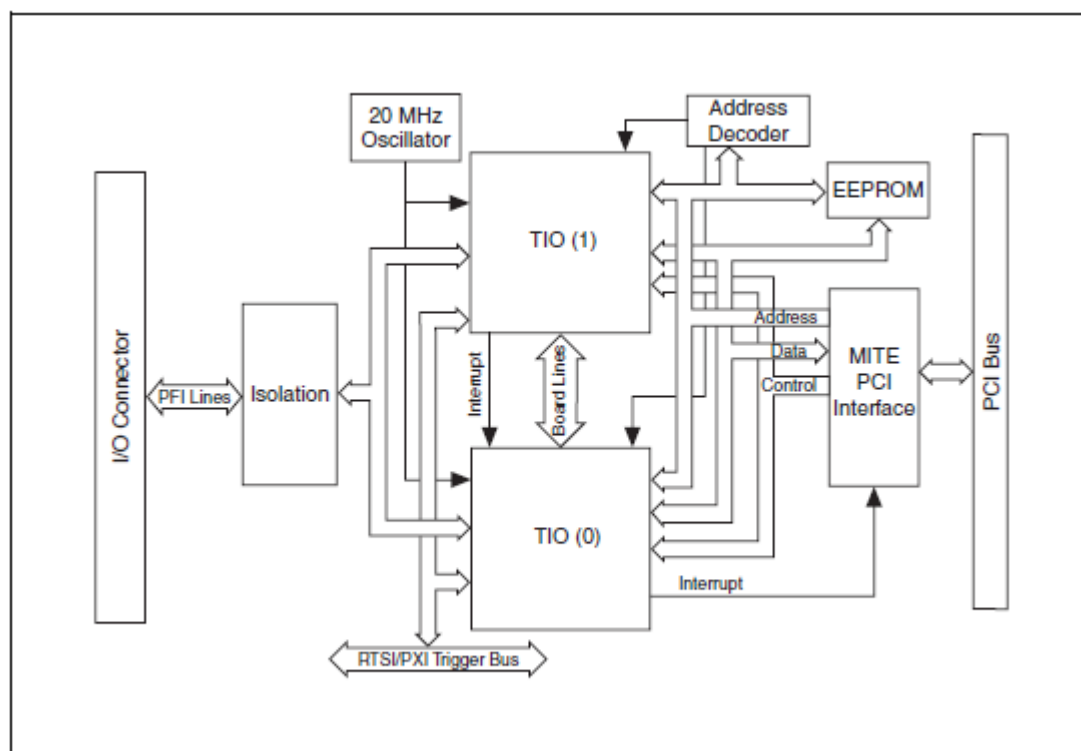 20 MHz
Oscillator
Address
Decoder
EEPROM
TIO (1)
I/O Connector
PFI Lines
Isolation
Interrupt
Board Lines
Address
Data
Control
MITE
PCI
Interface
PCI Bus
TIO (0)
Interrupt
RTSI/PXI Trigger Bus